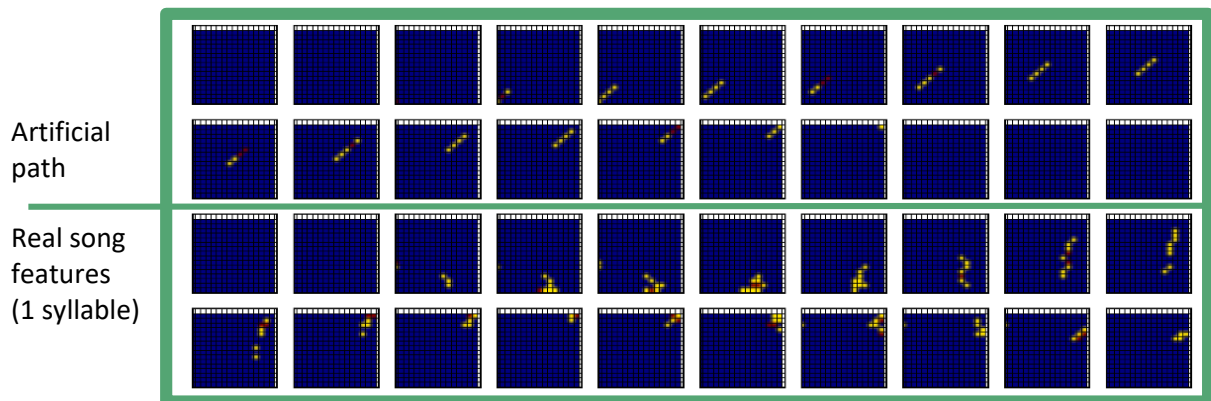 Artificial
path
Real song
features
(1 syllable)